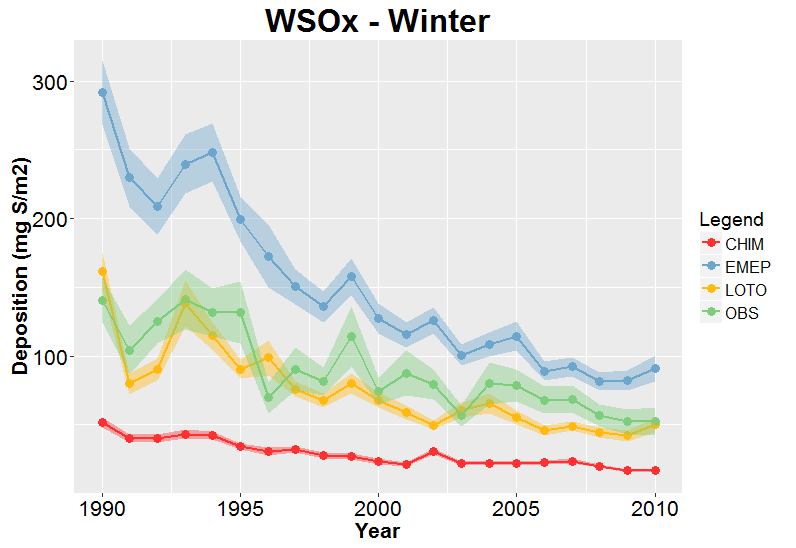 WSOx - Winter
Deposition (mg S/m2)
300
200
100
1990 1995 2000 2005 2010
Year
Legend
CHIM
EMEP
LOTO
OBS